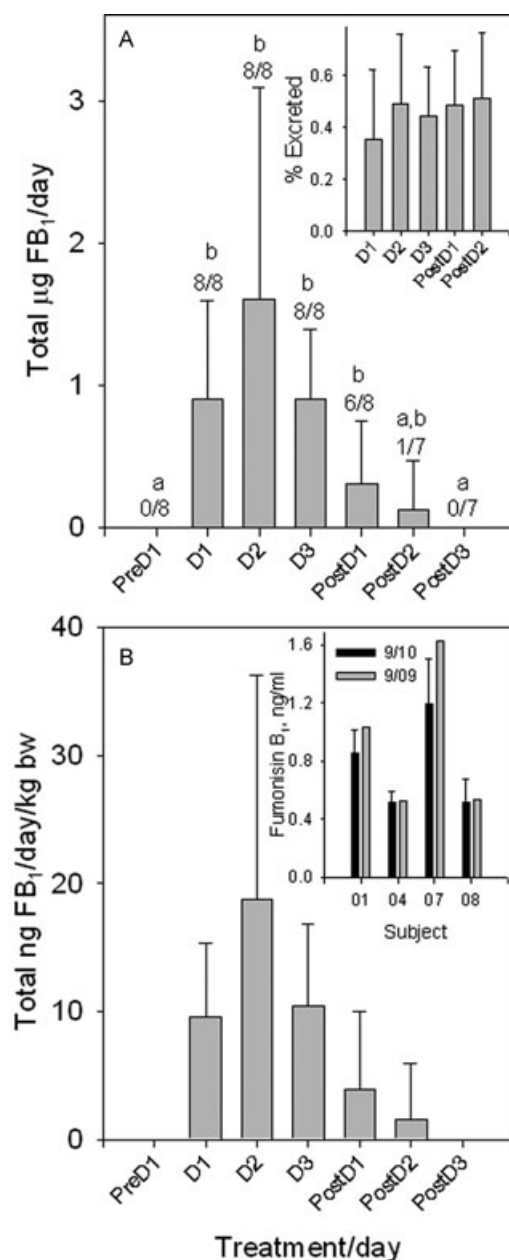 A
Total µg FB₁/day
3
2
1
0
a
0/8
b
8/8
b
8/8
b
8/8
b
6/8
a,b
1/7
a
0/7
PreD1
D1
D2
D3
PostD1
PostD2
PostD3
% Excreted
0.6
0.4
0.2
0.0
D1
D2
D3
PostD1
PostD2
B
Total ng FB₁/day/kg bw
40
30
20
10
0
PreD1
D1
D2
D3
PostD1
PostD2
PostD3
Treatment/day
Fumonisin B₁, ng/ml
1.6
1.2
0.8
0.4
0.0
9/10
9/09
01
04
07
08
Subject